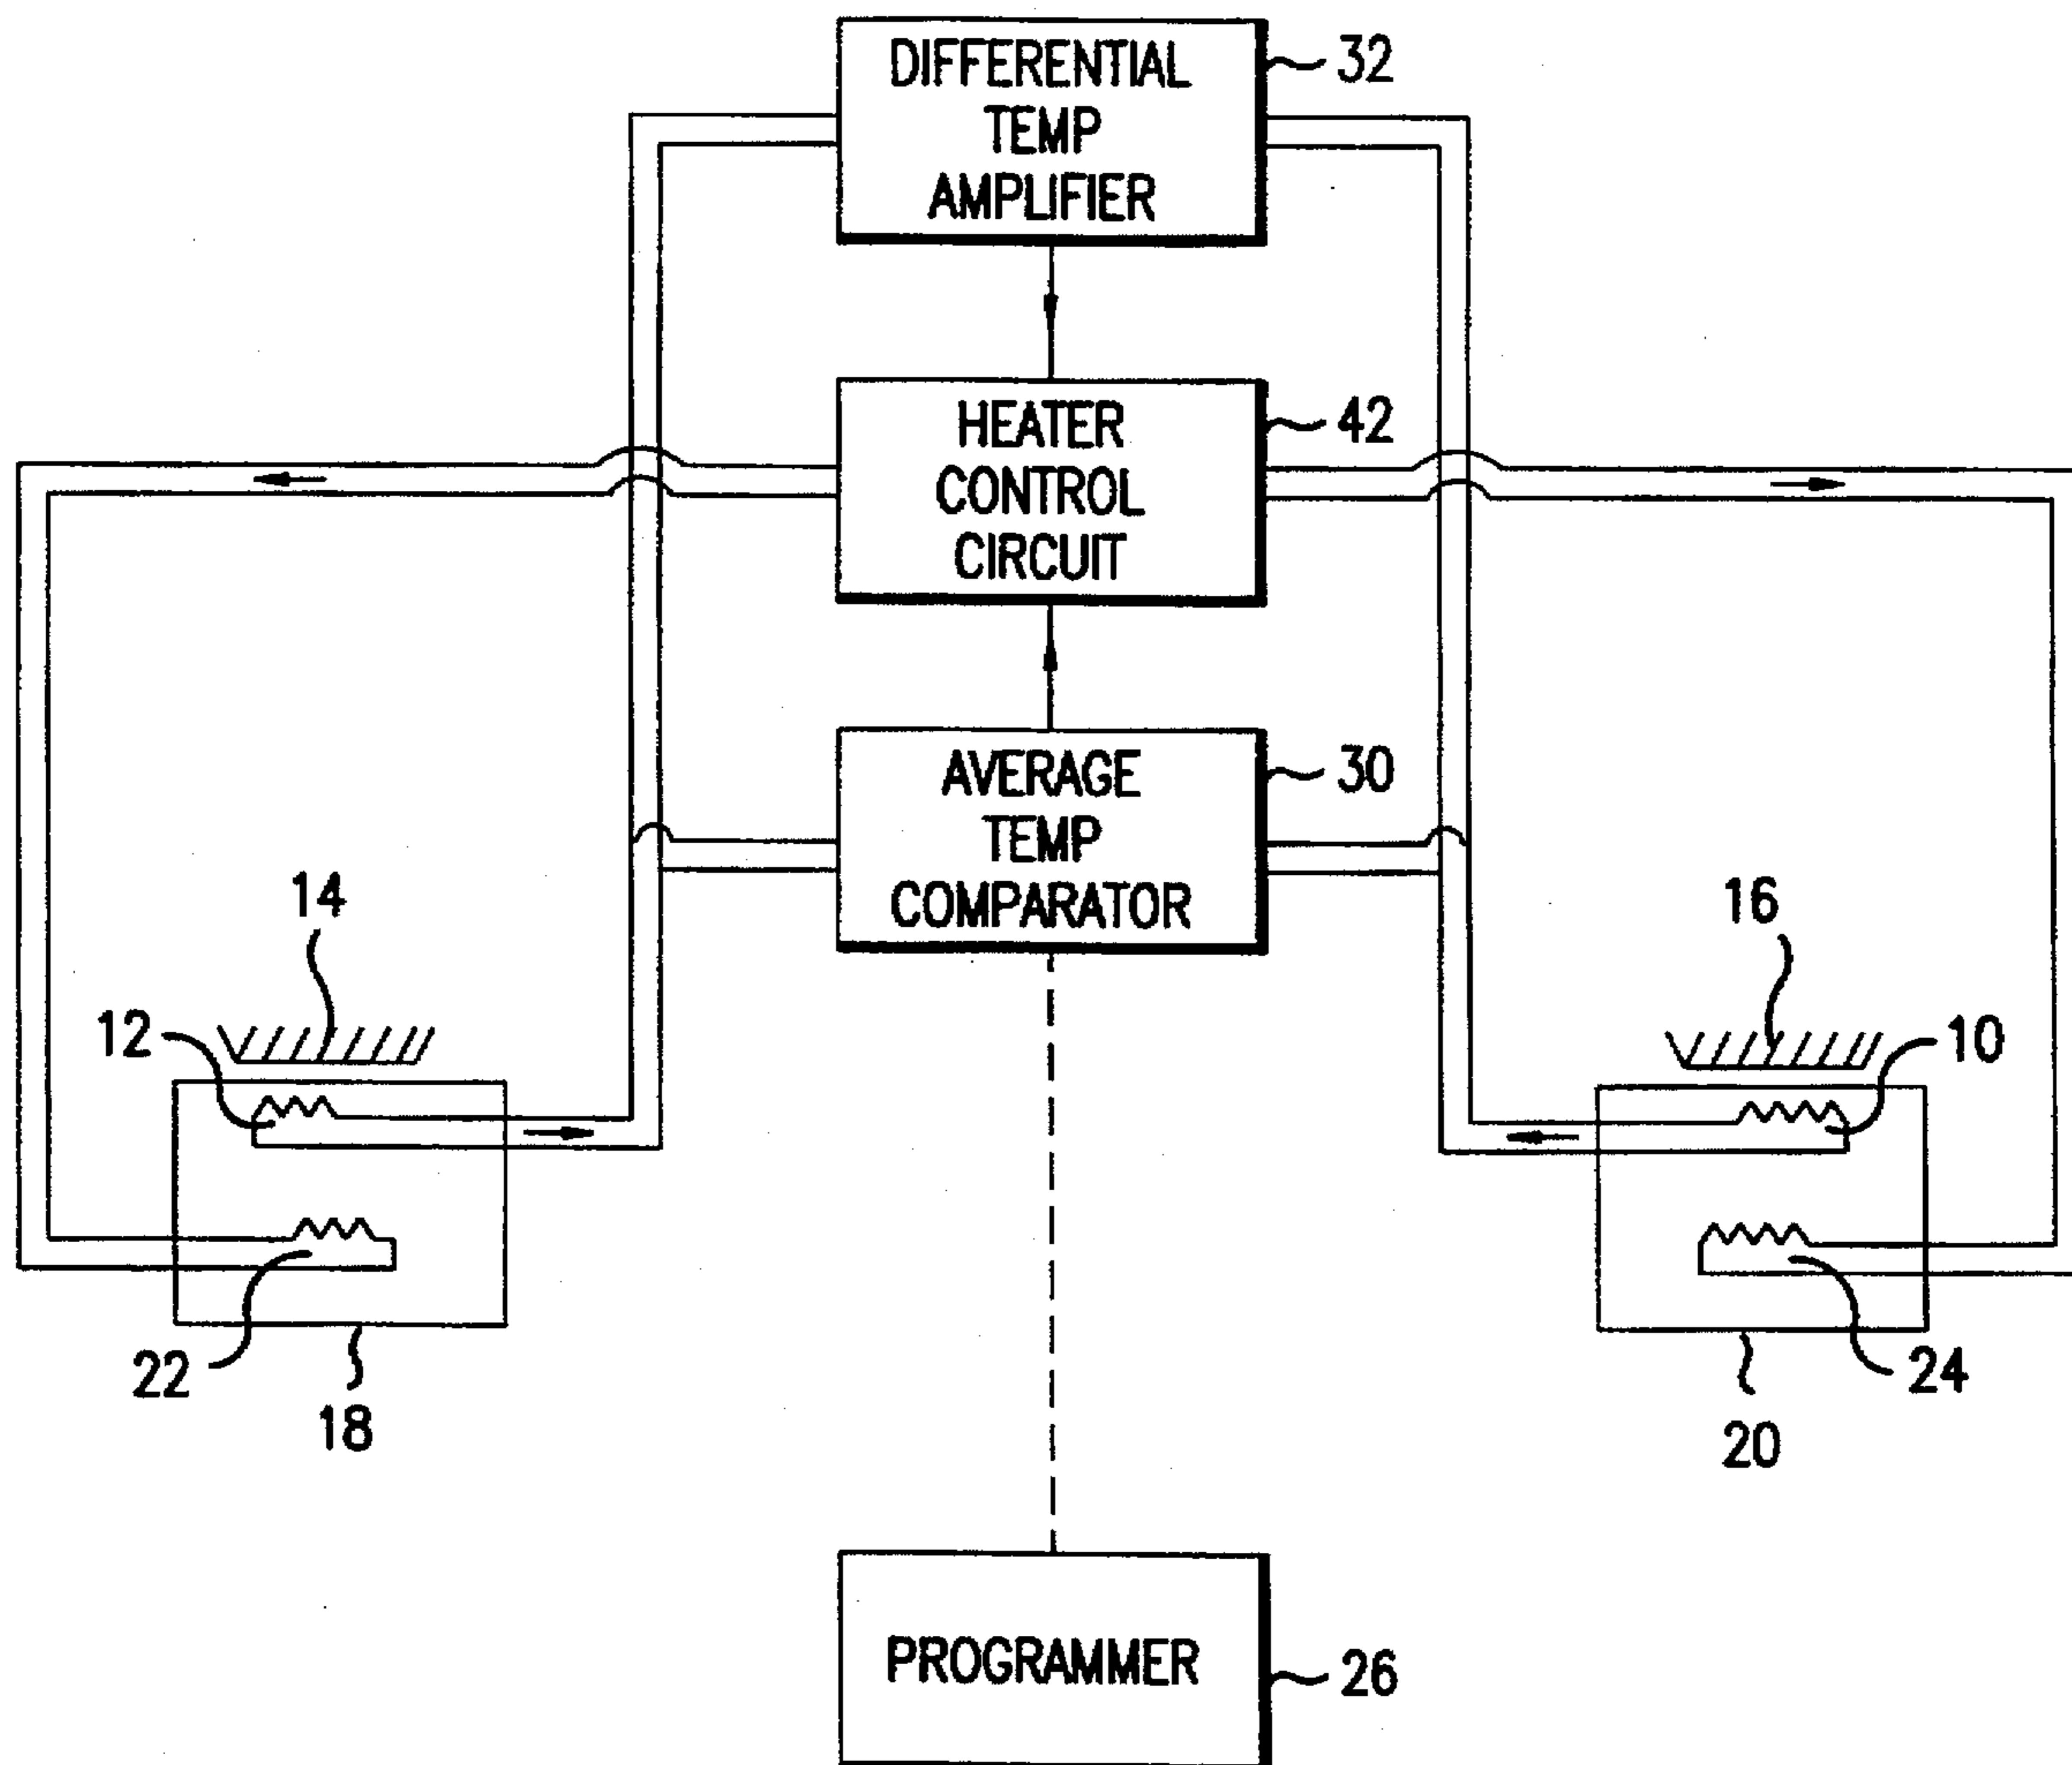 DIFFERENTIAL
TEMP
AMPLIFIER
32
HEATER
CONTROL
CIRCUIT
42
AVERAGE
TEMP
COMPARATOR
30
14
16
12
10
22
24
18
20
PROGRAMMER
26